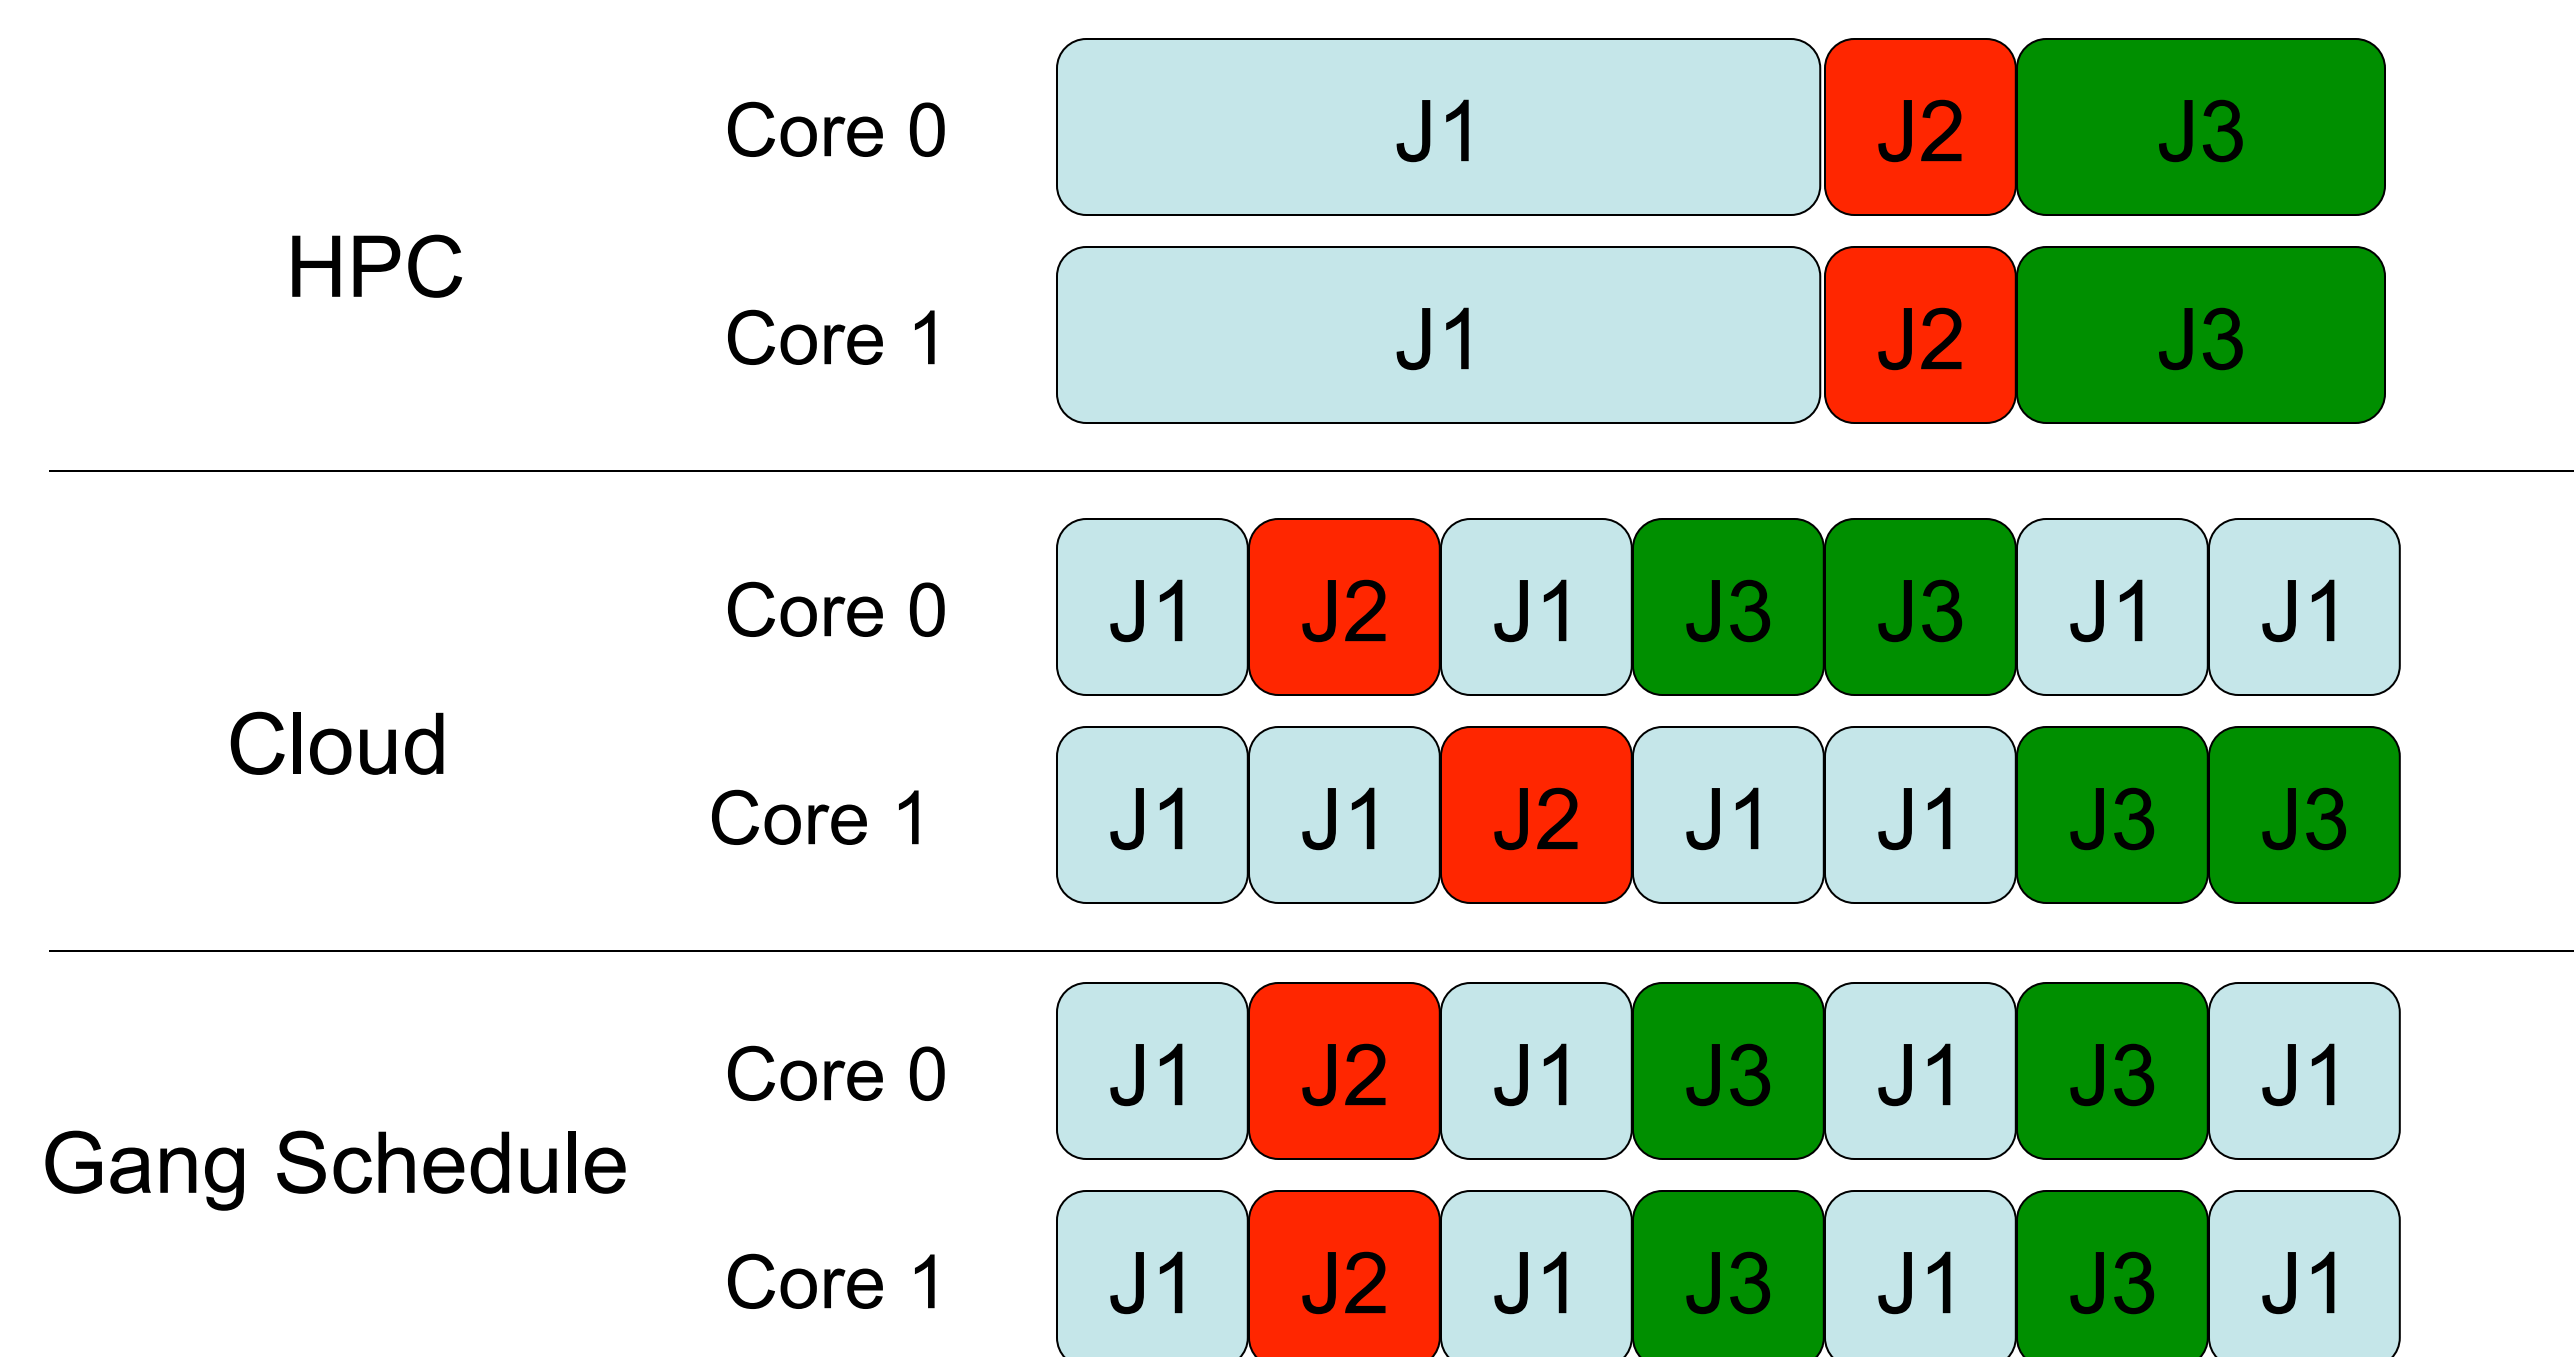 HPC
Core 0 J1 J2 J3
Core 1 J1 J2 J3
Cloud
Core 0 J1 J2 J1 J3 J3 J1 J1
Core 1 J1 J1 J2 J1 J1 J3 J3
Gang Schedule
Core 0 J1 J2 J1 J3 J1 J3 J1
Core 1 J1 J2 J1 J3 J1 J3 J1